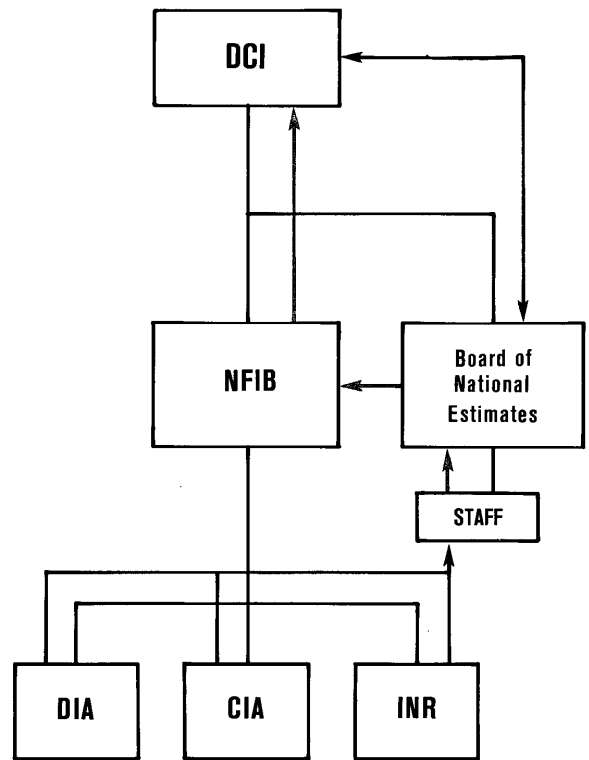 DCI
NFIB
Board of
National
Estimates
STAFF
DIA
CIA
INR